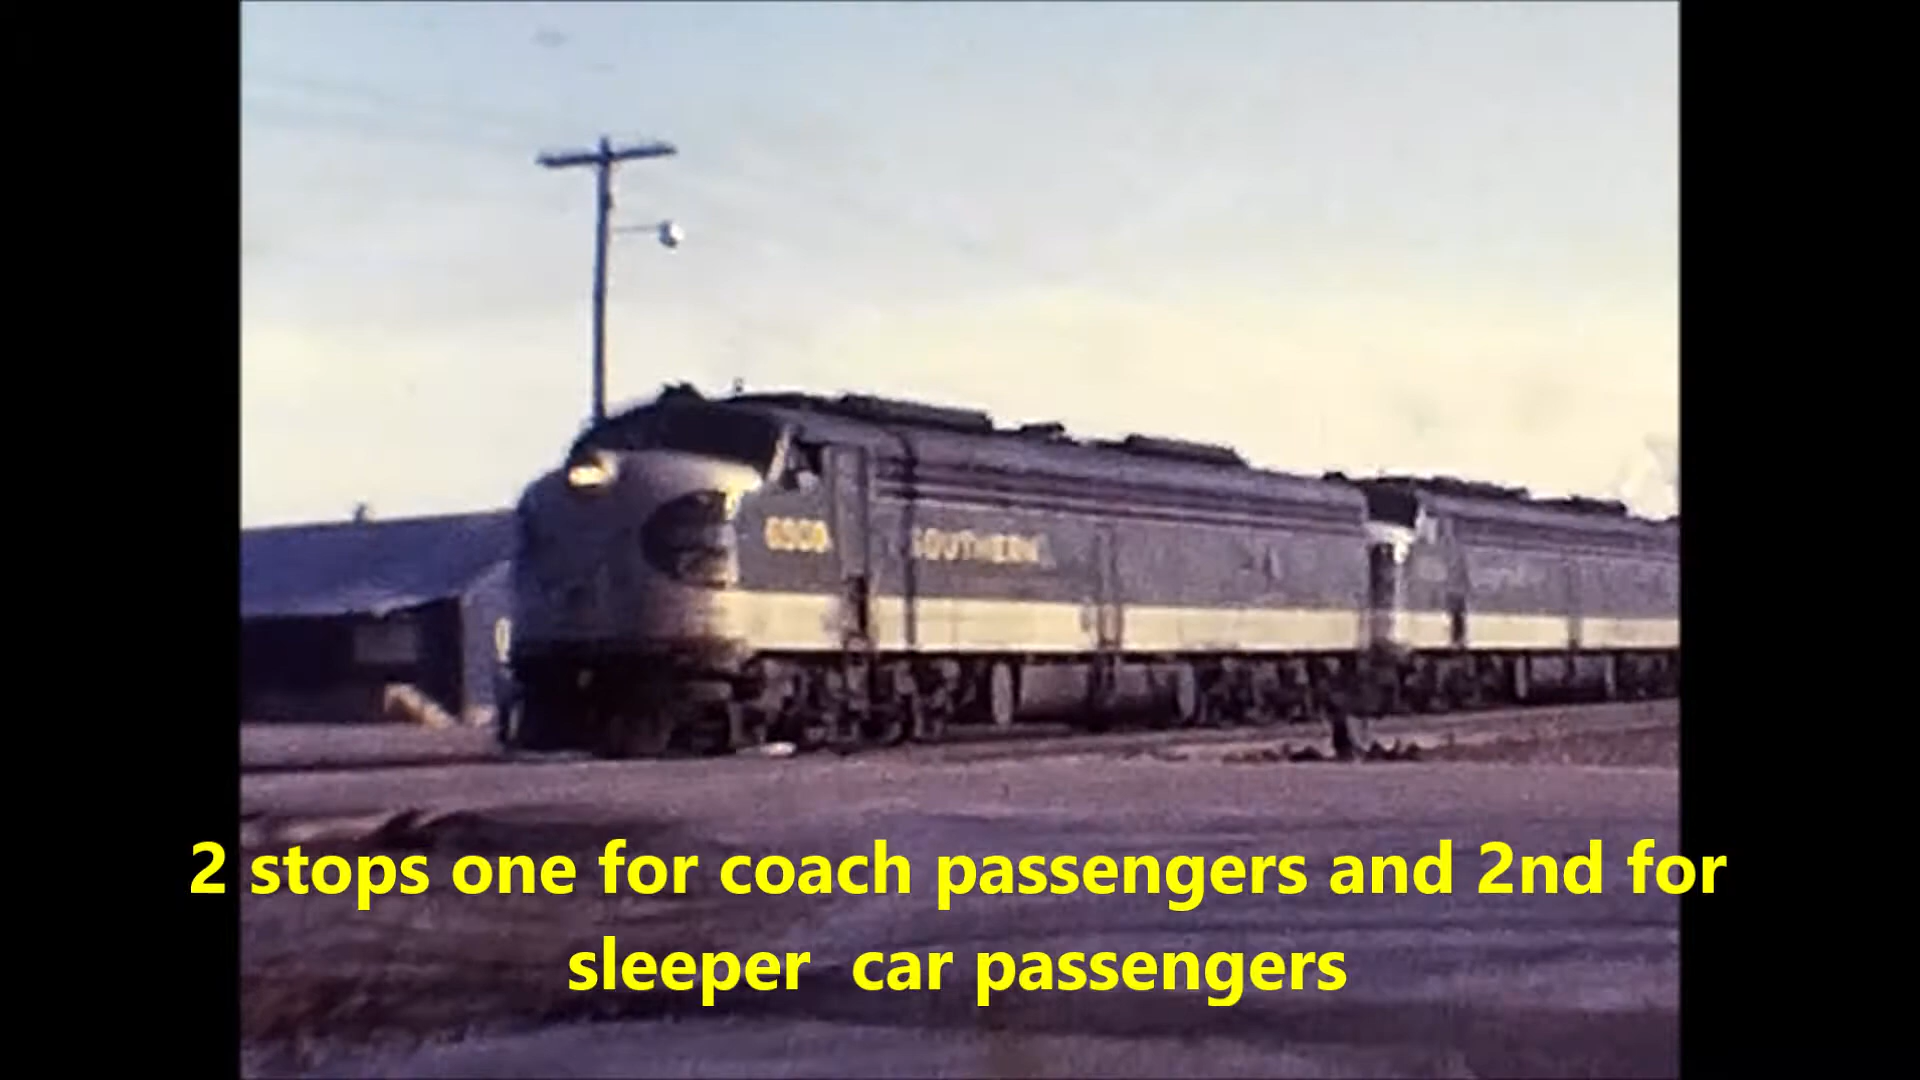 SOUTHERN
2 stops one for coach passengers and 2nd for
sleeper  car passengers